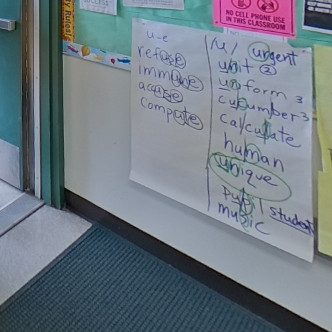 NO CELL PHONE USE
IN THIS CLASSROOM
u-e
refuse
immune
accuse
compute
/u/ urgent
unit 2
uniform 3
cucumber 3
calculate
human
unique
pupil student
music